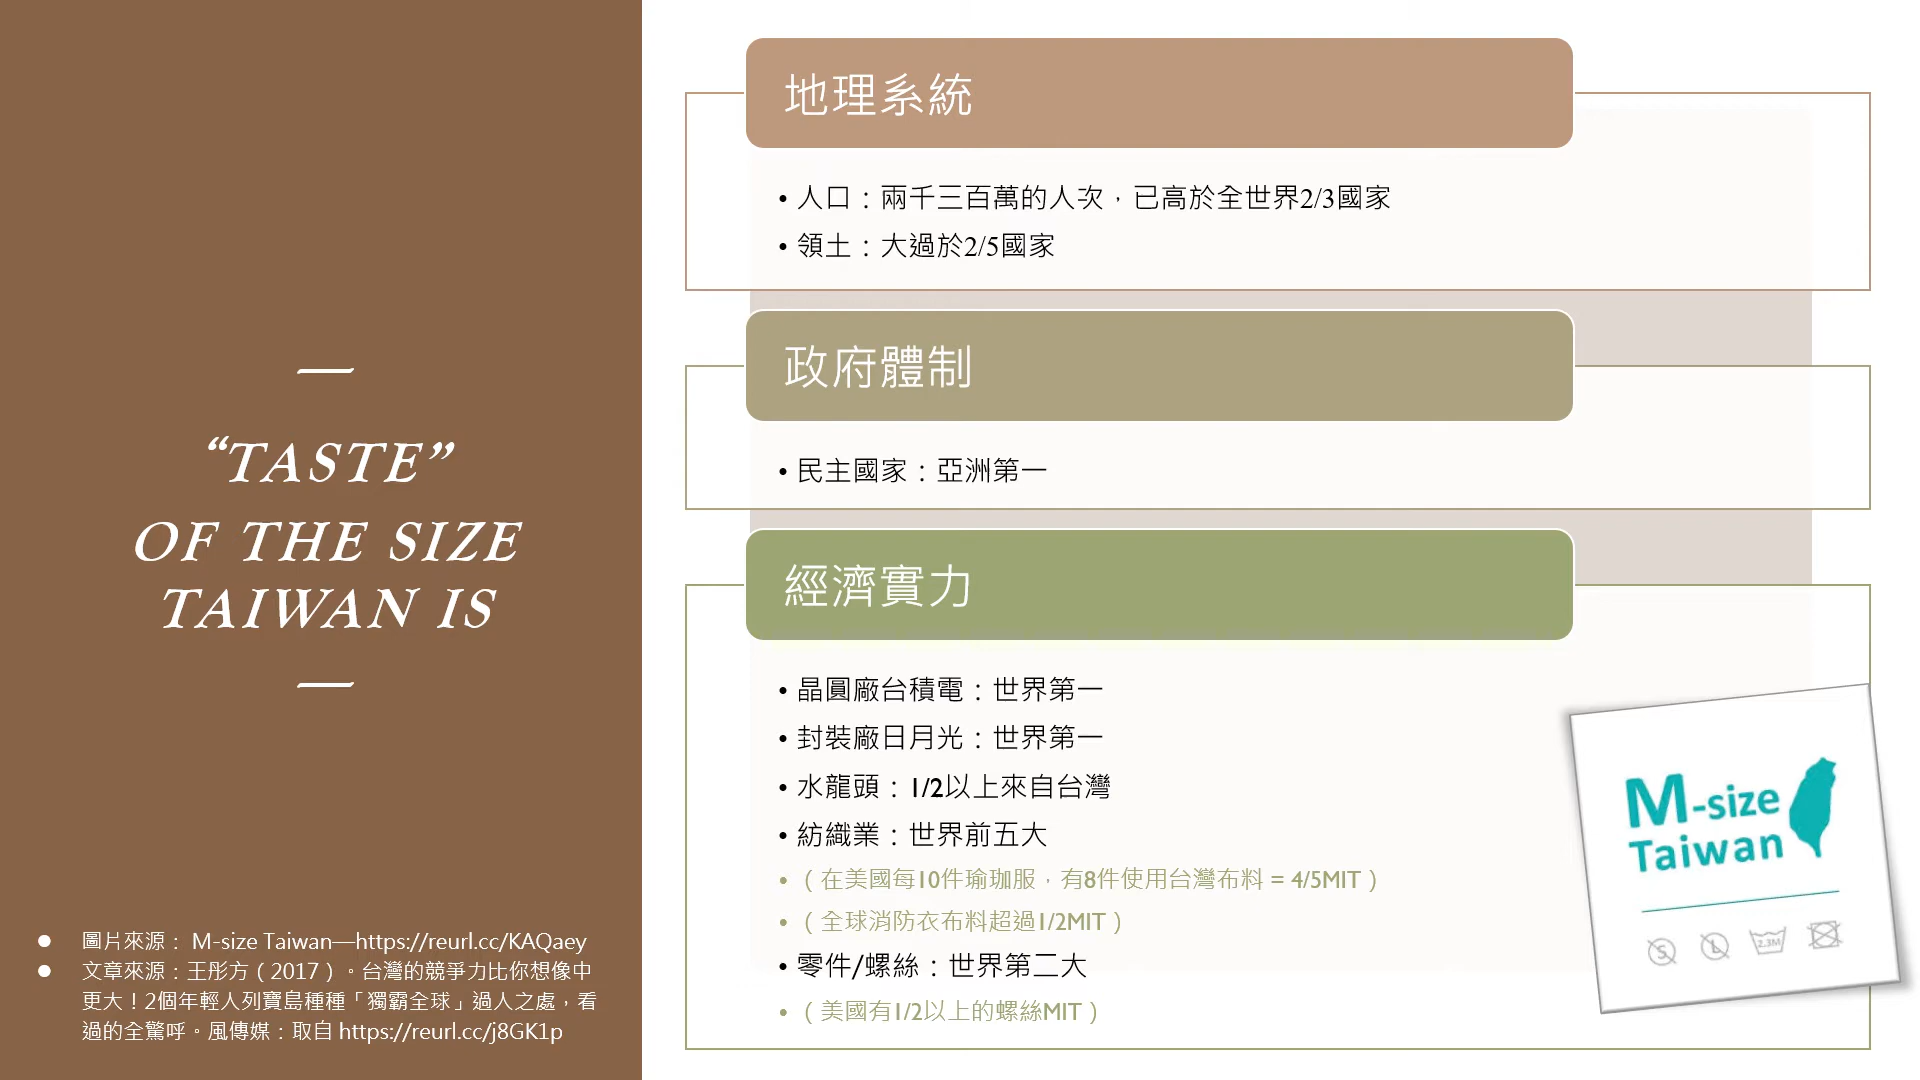 “TASTE”
OF THE SIZE
TAIWAN IS
● 圖片來源： M-size Taiwan—https://reurl.cc/KAQaey
● 文章來源：王彤方（2017）。台灣的競爭力比你想像中
更大！2個年輕人列寶島種種「獨霸全球」過人之處，看
過的全驚呼。風傳媒：取自 https://reurl.cc/j8GK1p
地理系統
• 人口：兩千三百萬的人次，已高於全世界2/3國家
• 領土：大過於2/5國家
政府體制
• 民主國家：亞洲第一
經濟實力
• 晶圓廠台積電：世界第一
• 封裝廠日月光：世界第一
• 水龍頭：1/2以上來自台灣
• 紡織業：世界前五大
• （在美國每10件瑜珈服，有8件使用台灣布料 = 4/5MIT）
• （全球消防衣布料超過1/2MIT）
• 零件/螺絲：世界第二大
• （美國有1/2以上的螺絲MIT）
M-size
Taiwan
S L 2.3M